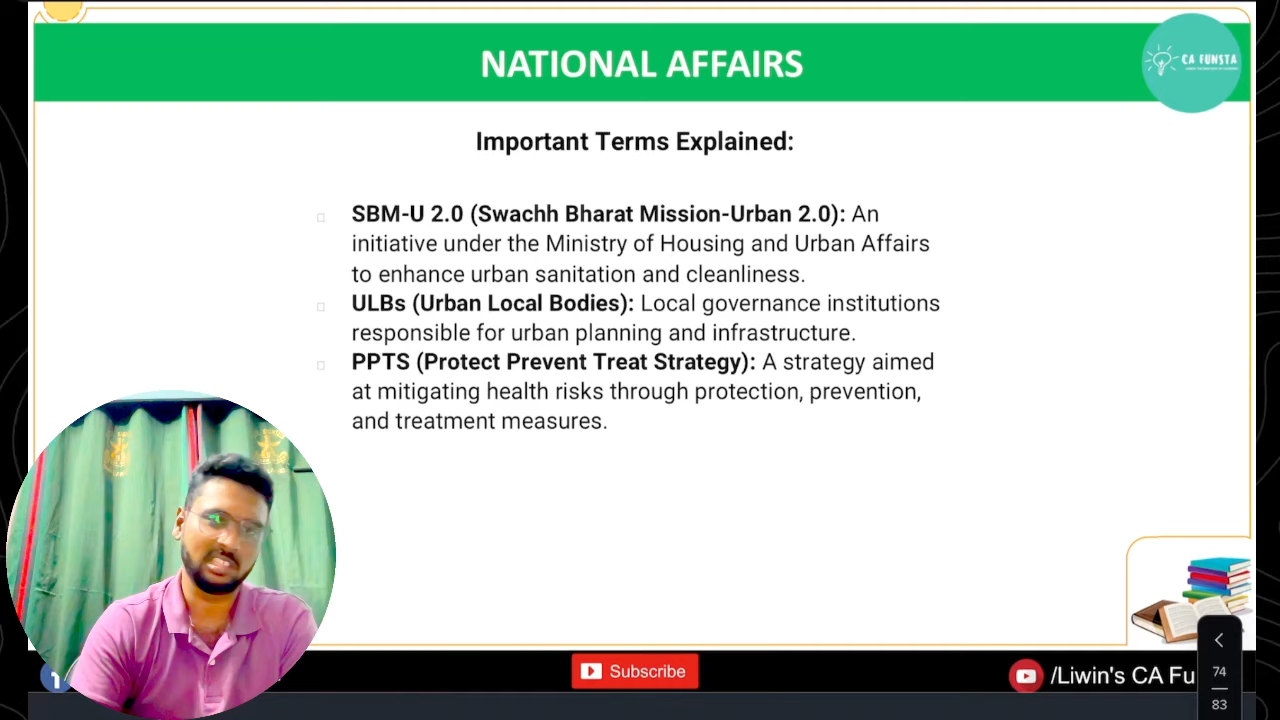 NATIONAL AFFAIRS
CA FUNSTA
Important Terms Explained:
SBM-U 2.0 (Swachh Bharat Mission-Urban 2.0): An
initiative under the Ministry of Housing and Urban Affairs
to enhance urban sanitation and cleanliness.
ULBs (Urban Local Bodies): Local governance institutions
responsible for urban planning and infrastructure.
PPTS (Protect Prevent Treat Strategy): A strategy aimed
at mitigating health risks through protection, prevention,
and treatment measures.
Subscribe
/Liwin's CA Fu
74
83